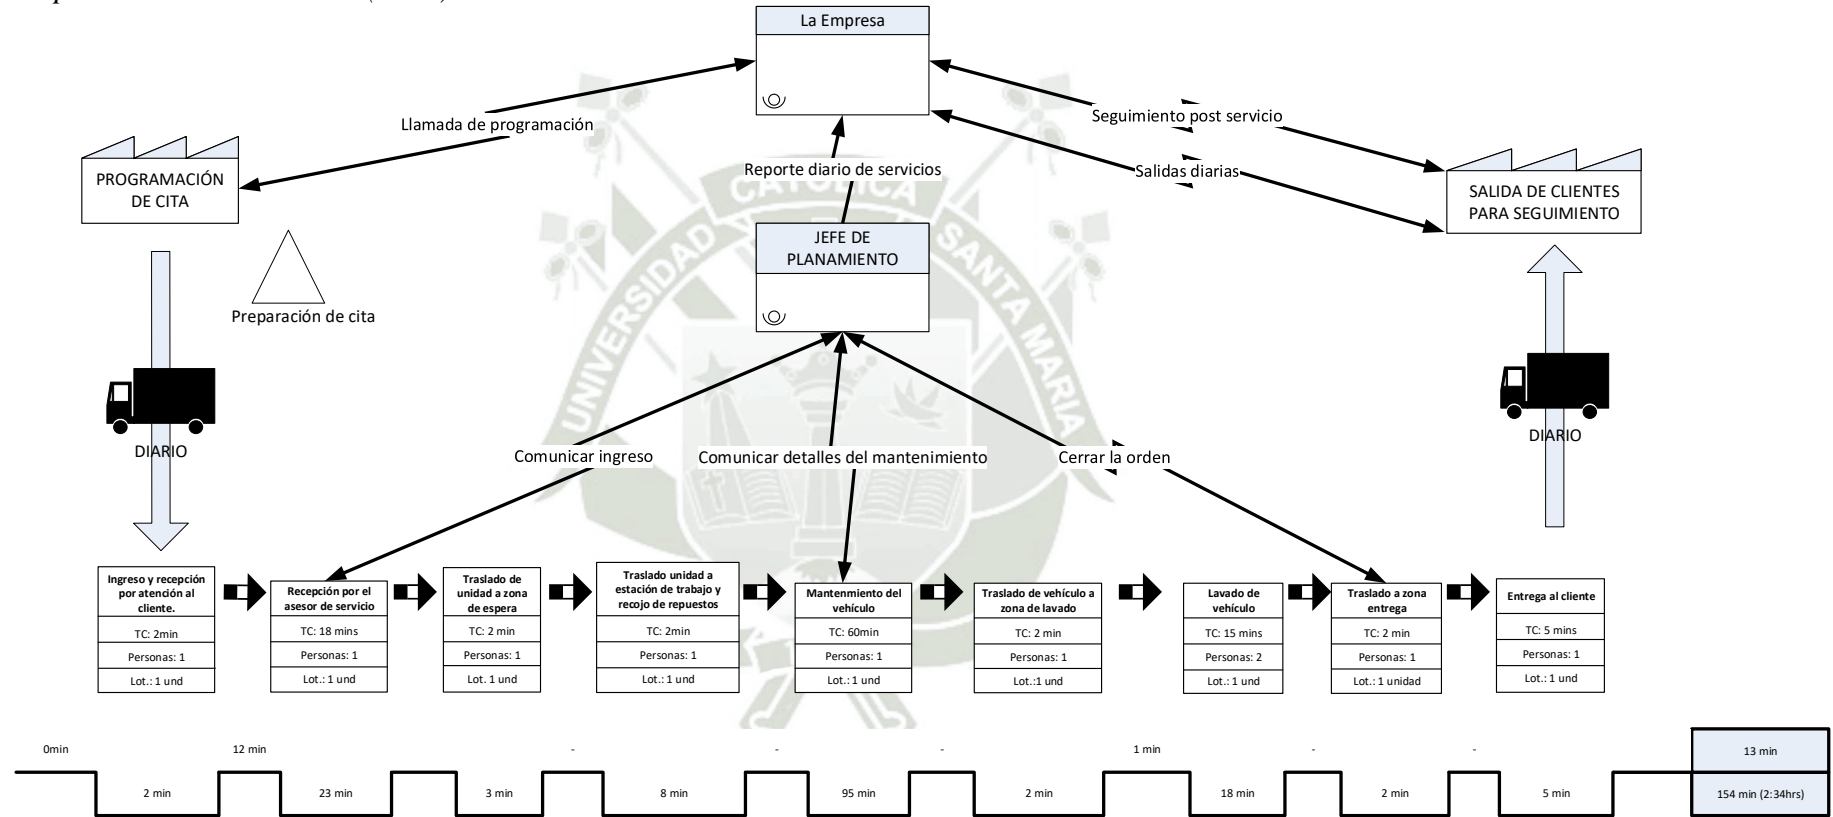 La Empresa
Llamada de programación
Seguimiento post servicio
Reporte diario de servicios
Salidas diarias
PROGRAMACIÓN
DE CITA
SALIDA DE CLIENTES
PARA SEGUIMIENTO
JEFE DE
PLANAMIENTO
Preparación de cita
UNIVERSIDAD CATOLICA SANTA MARIA
DIARIO
DIARIO
Comunicar ingreso
Comunicar detalles del mantenimiento
Cerrar la orden
Ingreso y recepción
por atención al
cliente.
TC: 2min
Personas: 1
Lot.: 1 und
Recepción por el
asesor de servicio
TC: 18 mins
Personas: 1
Lot.: 1 und
Traslado de
unidad a zona
de espera
TC: 2 min
Personas: 1
Lot. 1 und
Traslado unidad a
estación de trabajo y
recojo de repuestos
TC: 2min
Personas: 1
Lot.: 1 und
Mantenmiento del
vehículo
TC: 60min
Personas: 1
Lot.: 1 und
Traslado de vehículo a
zona de lavado
TC: 2 min
Personas: 1
Lot.:1 und
Lavado de
vehículo
TC: 15 mins
Personas: 2
Lot.: 1 und
Traslado a zona
entrega
TC: 2 min
Personas: 1
Lot.: 1 unidad
Entrega al cliente
TC: 5 mins
Personas: 1
Lot.: 1 und
0min 12 min - - - 1 min - - 13 min
2 min 23 min 3 min 8 min 95 min 2 min 18 min 2 min 5 min 154 min (2:34hrs)